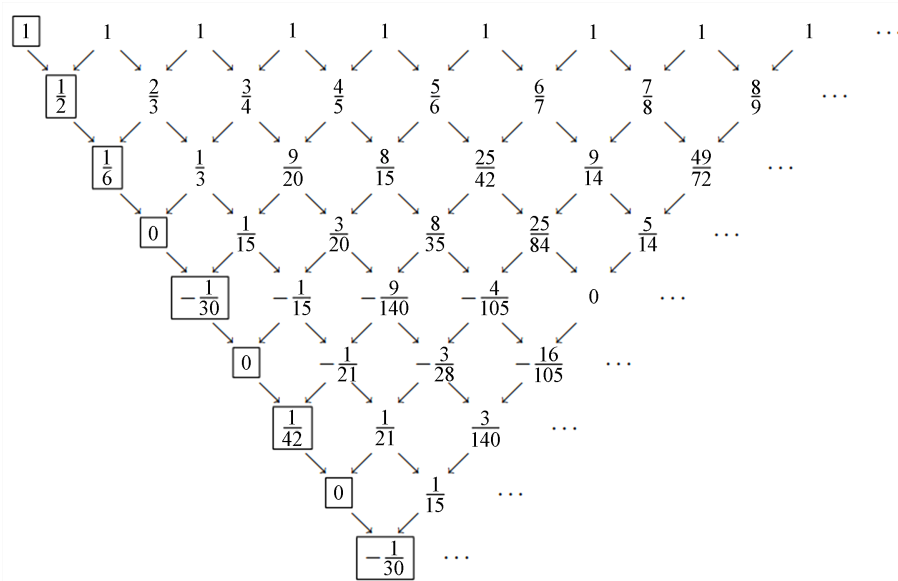 1 1 1 1 1 1 1 1 1 ...
1/2 2/3 3/4 4/5 5/6 6/7 7/8 8/9 ...
1/6 1/3 9/20 8/15 25/42 9/14 49/72 ...
0 1/15 3/20 8/35 25/84 5/14 ...
−1/30 −1/15 −9/140 −4/105 0 ...
0 −1/21 −3/28 −16/105 ...
1/42 1/21 3/140 ...
0 1/15 ...
−1/30 ...